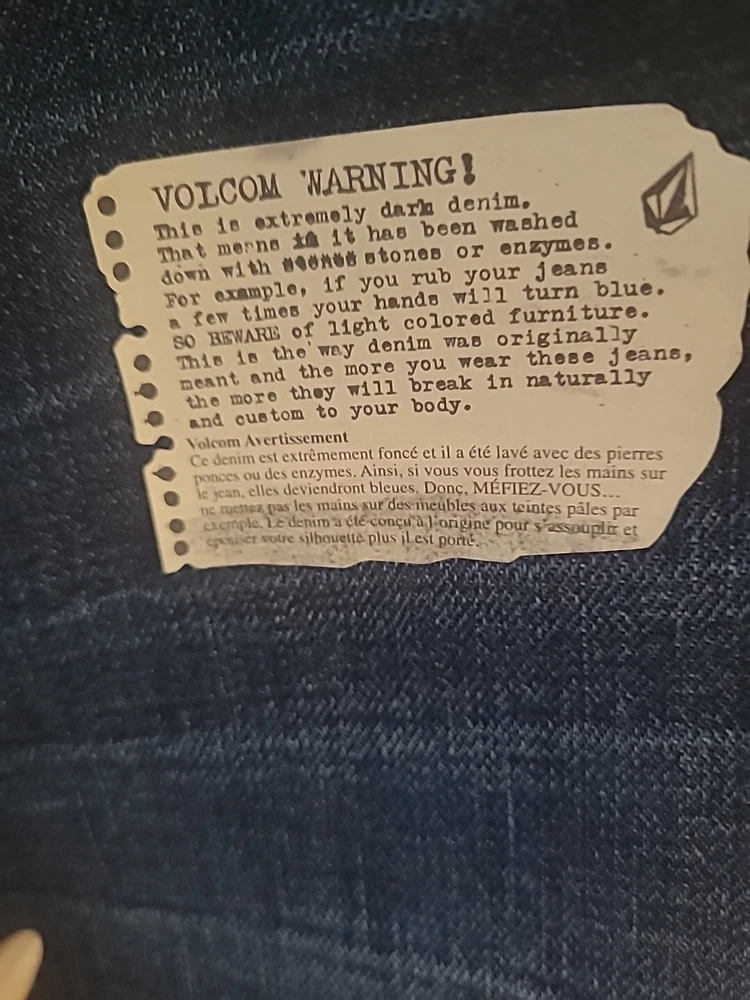 VOLCOM WARNING!
This is extremely dark denim.
That means it has been washed
down with stones or enzymes.
For example, if you rub your jeans
a few times your hands will turn blue.
SO BEWARE of light colored furniture.
This is the way denim was originally
meant and the more you wear these jeans,
the more they will break in naturally
and custom to your body.
Volcom Avertissement
Ce denim est extrêmement foncé et il a été lavé avec des pierres
ponces ou des enzymes. Ainsi, si vous vous frottez les mains sur
le jean, elles deviendront bleues. Donc, MÉFIEZ-VOUS...
ne mettez pas les mains sur des meubles aux teintes pâles par
exemple. Le denim a été conçu à l'origine pour s'assouplir et
épouser votre silhouette plus il est porté.